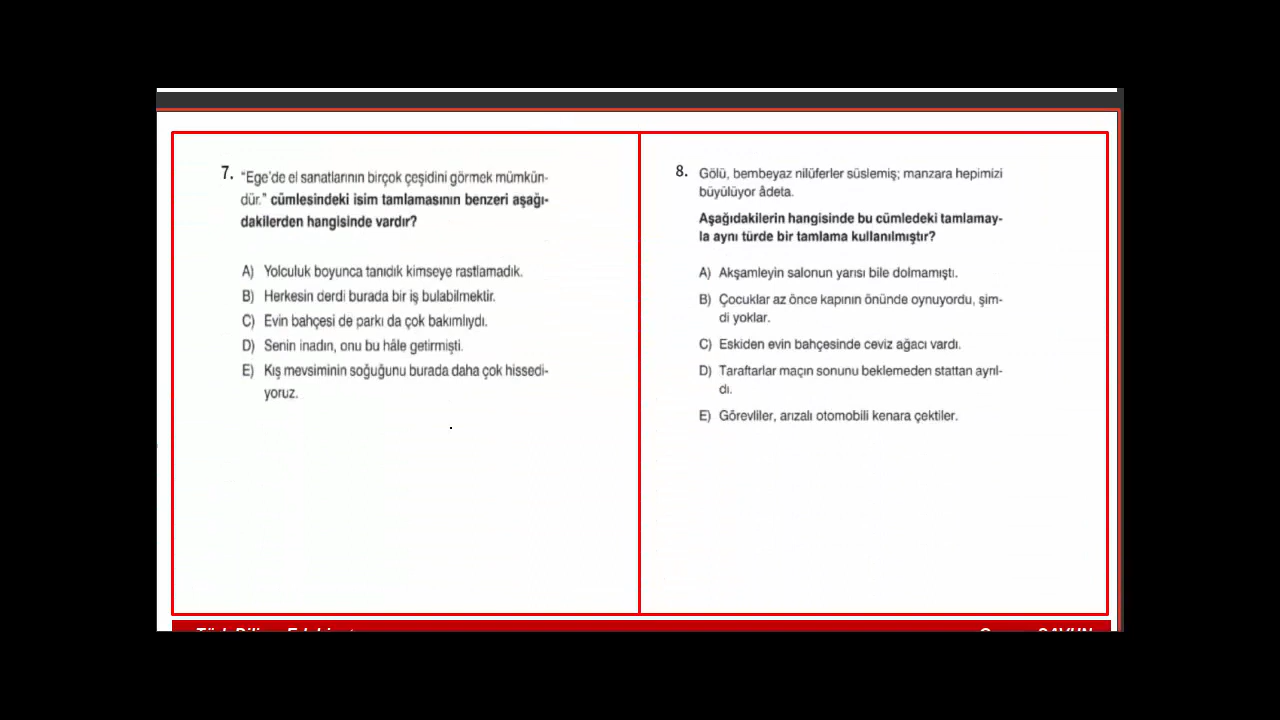 7. “Ege’de el sanatlarının birçok çeşidini görmek mümkün-
dür.” cümlesindeki isim tamlamasının benzeri aşağı-
dakilerden hangisinde vardır?
A) Yolculuk boyunca tanıdık kimseye rastlamadık.
B) Herkesin derdi burada bir iş bulabilmektir.
C) Evin bahçesi de parkı da çok bakımlıydı.
D) Senin inadın, onu bu hâle getirmişti.
E) Kış mevsiminin soğuğunu burada daha çok hissedi-
yoruz.
8. Gölü, bembeyaz nilüferler süslemiş; manzara hepimizi
büyülüyor âdeta.
Aşağıdakilerin hangisinde bu cümledeki tamlamay-
la aynı türde bir tamlama kullanılmıştır?
A) Akşamleyin salonun yarısı bile dolmamıştı.
B) Çocuklar az önce kapının önünde oynuyordu, şim-
di yoklar.
C) Eskiden evin bahçesinde ceviz ağacı vardı.
D) Taraftarlar maçın sonunu beklemeden stattan ayrıl-
dı.
E) Görevliler, arızalı otomobili kenara çektiler.